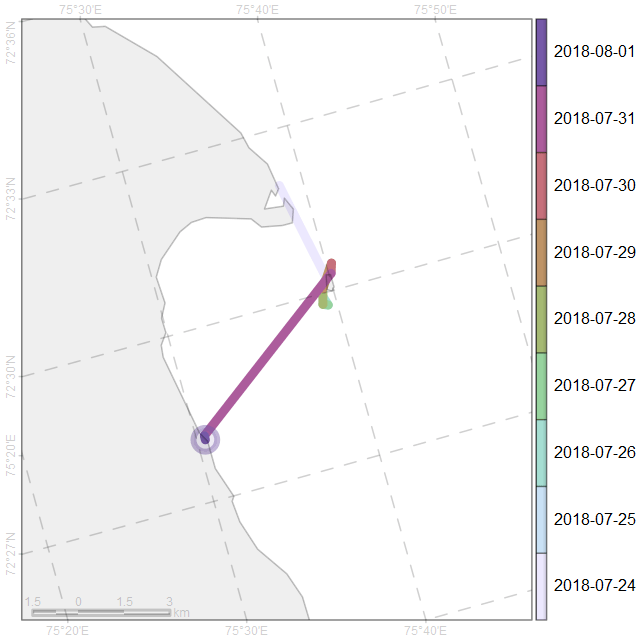 75°30'E 75°40'E 75°50'E
72°36'N
72°33'N
72°30'N
75°20'E
72°27'N
75°20'E 75°30'E 75°40'E
1.5 0 1.5 3 km
2018-08-01
2018-07-31
2018-07-30
2018-07-29
2018-07-28
2018-07-27
2018-07-26
2018-07-25
2018-07-24